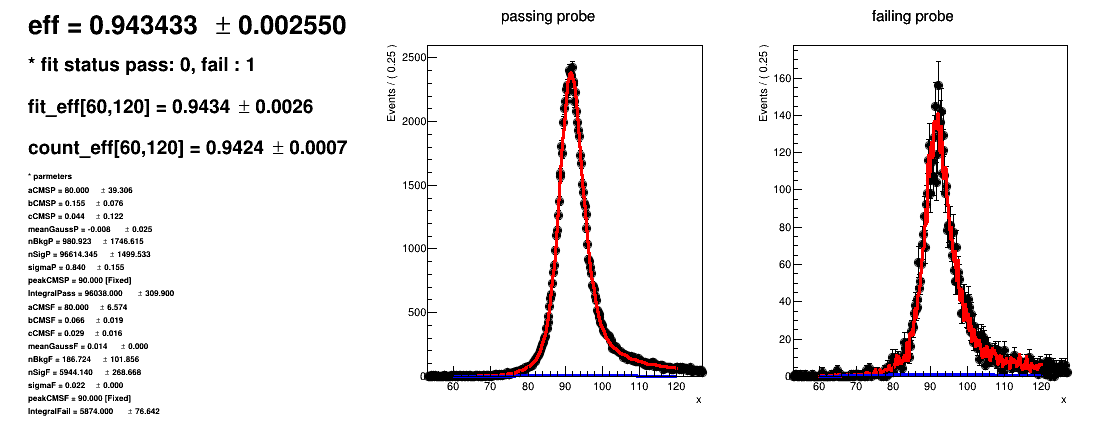 eff = 0.943433 ± 0.002550
* fit status pass: 0, fail : 1
fit_eff[60,120] = 0.9434 ± 0.0026
count_eff[60,120] = 0.9424 ± 0.0007
* parmeters
aCMSP = 80.000 ± 39.306
bCMSP = 0.155 ± 0.076
cCMSP = 0.044 ± 0.122
meanGaussP = -0.008 ± 0.025
nBkgP = 980.923 ± 1746.615
nSigP = 96614.345 ± 1499.533
sigmaP = 0.840 ± 0.155
peakCMSP = 90.000 [Fixed]
IntegralPass = 96038.000 ± 309.900
aCMSF = 80.000 ± 6.574
bCMSF = 0.066 ± 0.019
cCMSF = 0.029 ± 0.016
meanGaussF = 0.014 ± 0.000
nBkgF = 186.724 ± 101.856
nSigF = 5944.140 ± 268.668
sigmaF = 0.022 ± 0.000
peakCMSF = 90.000 [Fixed]
IntegralFail = 5874.000 ± 76.642
passing probe
Events / ( 0.25 )
2500
2000
1500
1000
500
0
60 70 80 90 100 110 120
x
failing probe
Events / ( 0.25 )
160
140
120
100
80
60
40
20
0
60 70 80 90 100 110 120
x